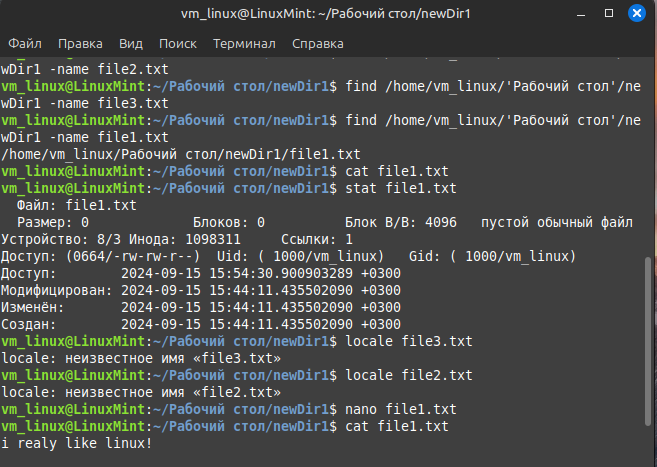 vm_linux@LinuxMint: ~/Рабочий стол/newDir1
Файл Правка Вид Поиск Терминал Справка
wDir1 -name file2.txt
vm_linux@LinuxMint:~/Рабочий стол/newDir1$ find /home/vm_linux/'Рабочий стол'/ne
wDir1 -name file3.txt
vm_linux@LinuxMint:~/Рабочий стол/newDir1$ find /home/vm_linux/'Рабочий стол'/ne
wDir1 -name file1.txt
/home/vm_linux/Рабочий стол/newDir1/file1.txt
vm_linux@LinuxMint:~/Рабочий стол/newDir1$ cat file1.txt
vm_linux@LinuxMint:~/Рабочий стол/newDir1$ stat file1.txt
  Файл: file1.txt
  Размер: 0             Блоков: 0          Блок В/В: 4096   пустой обычный файл
Устройство: 8/3 Инода: 1098311     Ссылки: 1
Доступ: (0664/-rw-rw-r--)  Uid: ( 1000/vm_linux)   Gid: ( 1000/vm_linux)
Доступ:        2024-09-15 15:54:30.900903289 +0300
Модифицирован: 2024-09-15 15:44:11.435502090 +0300
Изменён:       2024-09-15 15:44:11.435502090 +0300
Создан:        2024-09-15 15:44:11.435502090 +0300
vm_linux@LinuxMint:~/Рабочий стол/newDir1$ locale file3.txt
locale: неизвестное имя «file3.txt»
vm_linux@LinuxMint:~/Рабочий стол/newDir1$ locale file2.txt
locale: неизвестное имя «file2.txt»
vm_linux@LinuxMint:~/Рабочий стол/newDir1$ nano file1.txt
vm_linux@LinuxMint:~/Рабочий стол/newDir1$ cat file1.txt
i realy like linux!